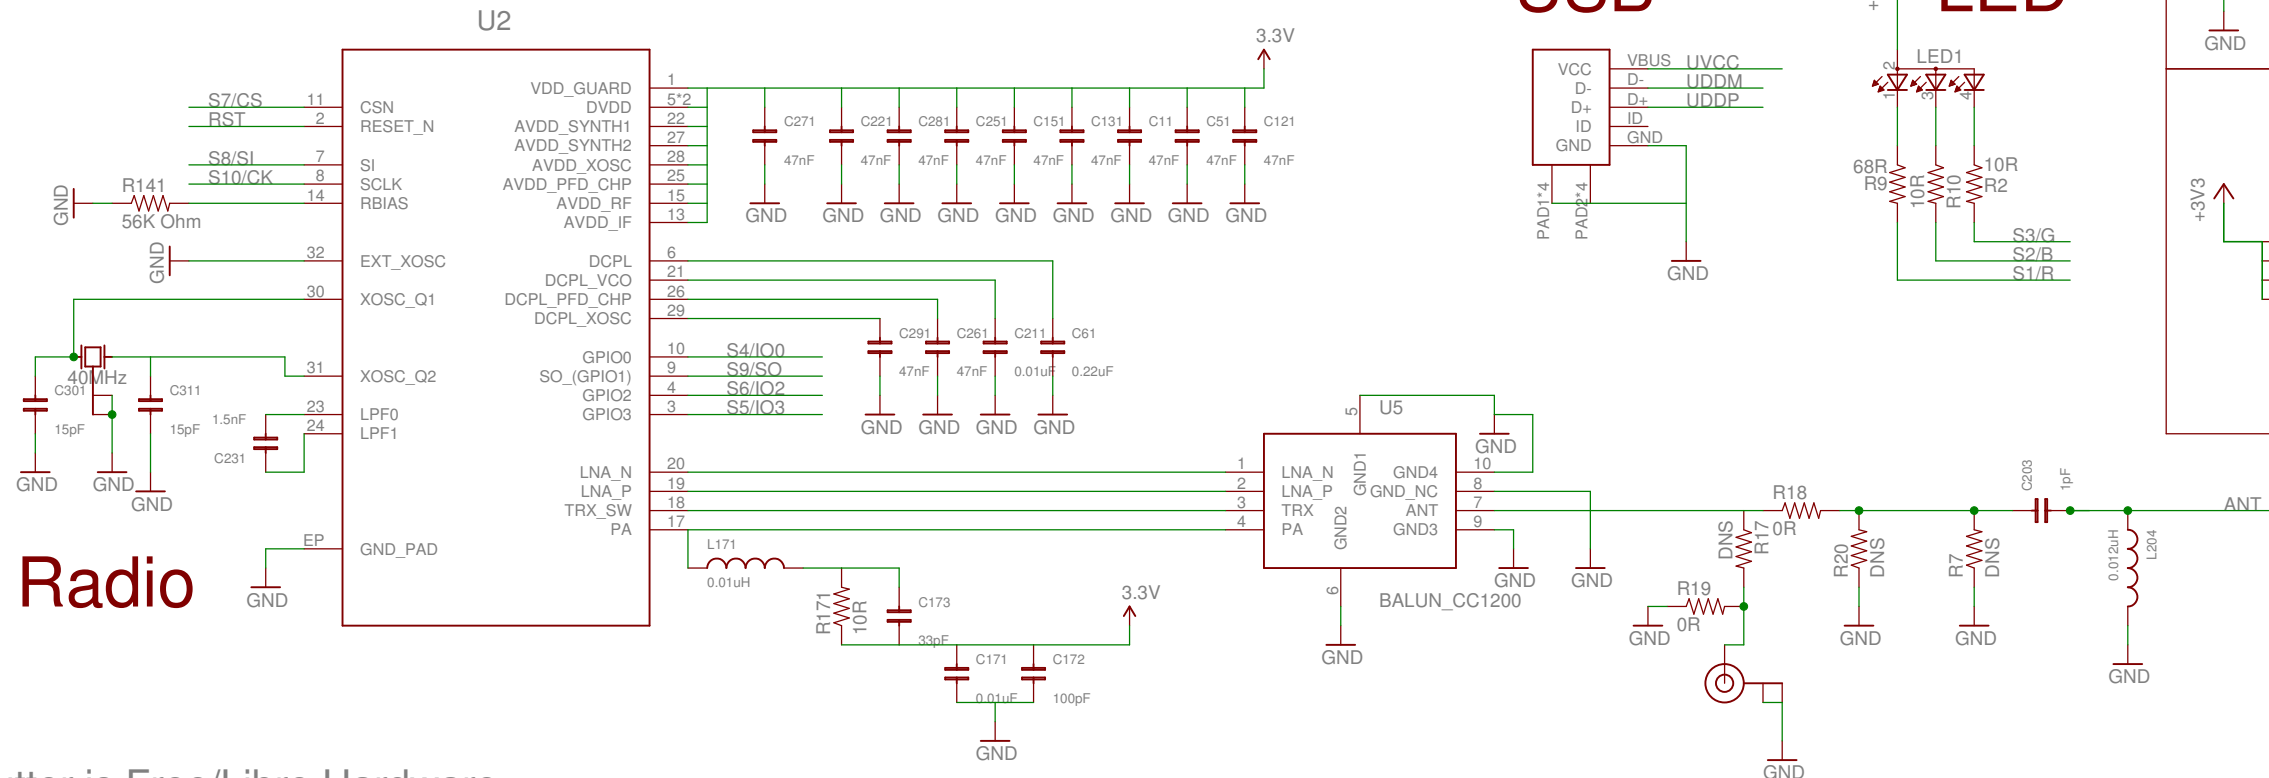 U2
USB
LED
3.3V
GND
VDD_GUARD 1
DVDD 5*2
AVDD_SYNTH1 22
AVDD_SYNTH2 27
AVDD_XOSC 28
AVDD_PFD_CHP 25
AVDD_RF 15
AVDD_IF 13
S7/CS 11 CSN
RST 2 RESET_N
S8/SI 7 SI
S10/CK 8 SCLK
GND R141 56K Ohm 14 RBIAS
GND 32 EXT_XOSC
30 XOSC_Q1
31 XOSC_Q2
40MHz
C301 15pF
C311 15pF
GND GND GND
1.5nF C231
23 LPF0
24 LPF1
EP GND_PAD
GND
Radio
C271 C221 C281 C251 C151 C131 C11 C51 C121
47nF 47nF 47nF 47nF 47nF 47nF 47nF 47nF 47nF
GND GND GND GND GND GND GND GND GND
DCPL 6
DCPL_VCO 21
DCPL_PFD_CHP 26
DCPL_XOSC 29
C291 C261 C211 C61
47nF 47nF 0.01uF 0.22uF
GND GND GND GND
GPIO0 10 S4/IO0
SO_(GPIO1) 9 S9/SO
GPIO2 4 S6/IO2
GPIO3 3 S5/IO3
LNA_N 20
LNA_P 19
TRX_SW 18
PA 17
L171
0.01uH
R171
10R
C173
33pF
3.3V
C171 C172
0.01uF 100pF
GND
U5
5 GND1
1 LNA_N GND4 10
2 LNA_P GND_NC 8
3 TRX ANT 7
4 PA GND3 9
GND2 6
BALUN_CC1200
GND
GND
GND
GND
VCC VBUS UVCC
D- D- UDDM
D+ D+ UDDP
ID ID
GND GND
PAD1*4
PAD2*4
GND
+
LED1
2
1 3 4
68R
R9
10R
R10
10R
R2
S3/G
S2/B
S1/R
+3V3
R18
0R
DNS
R17
R19
0R
GND
R20
DNS
GND
R7
DNS
GND
C203
1pF
ANT
0.012uH
L204
GND
GND
utter is Free/Libre Hardware